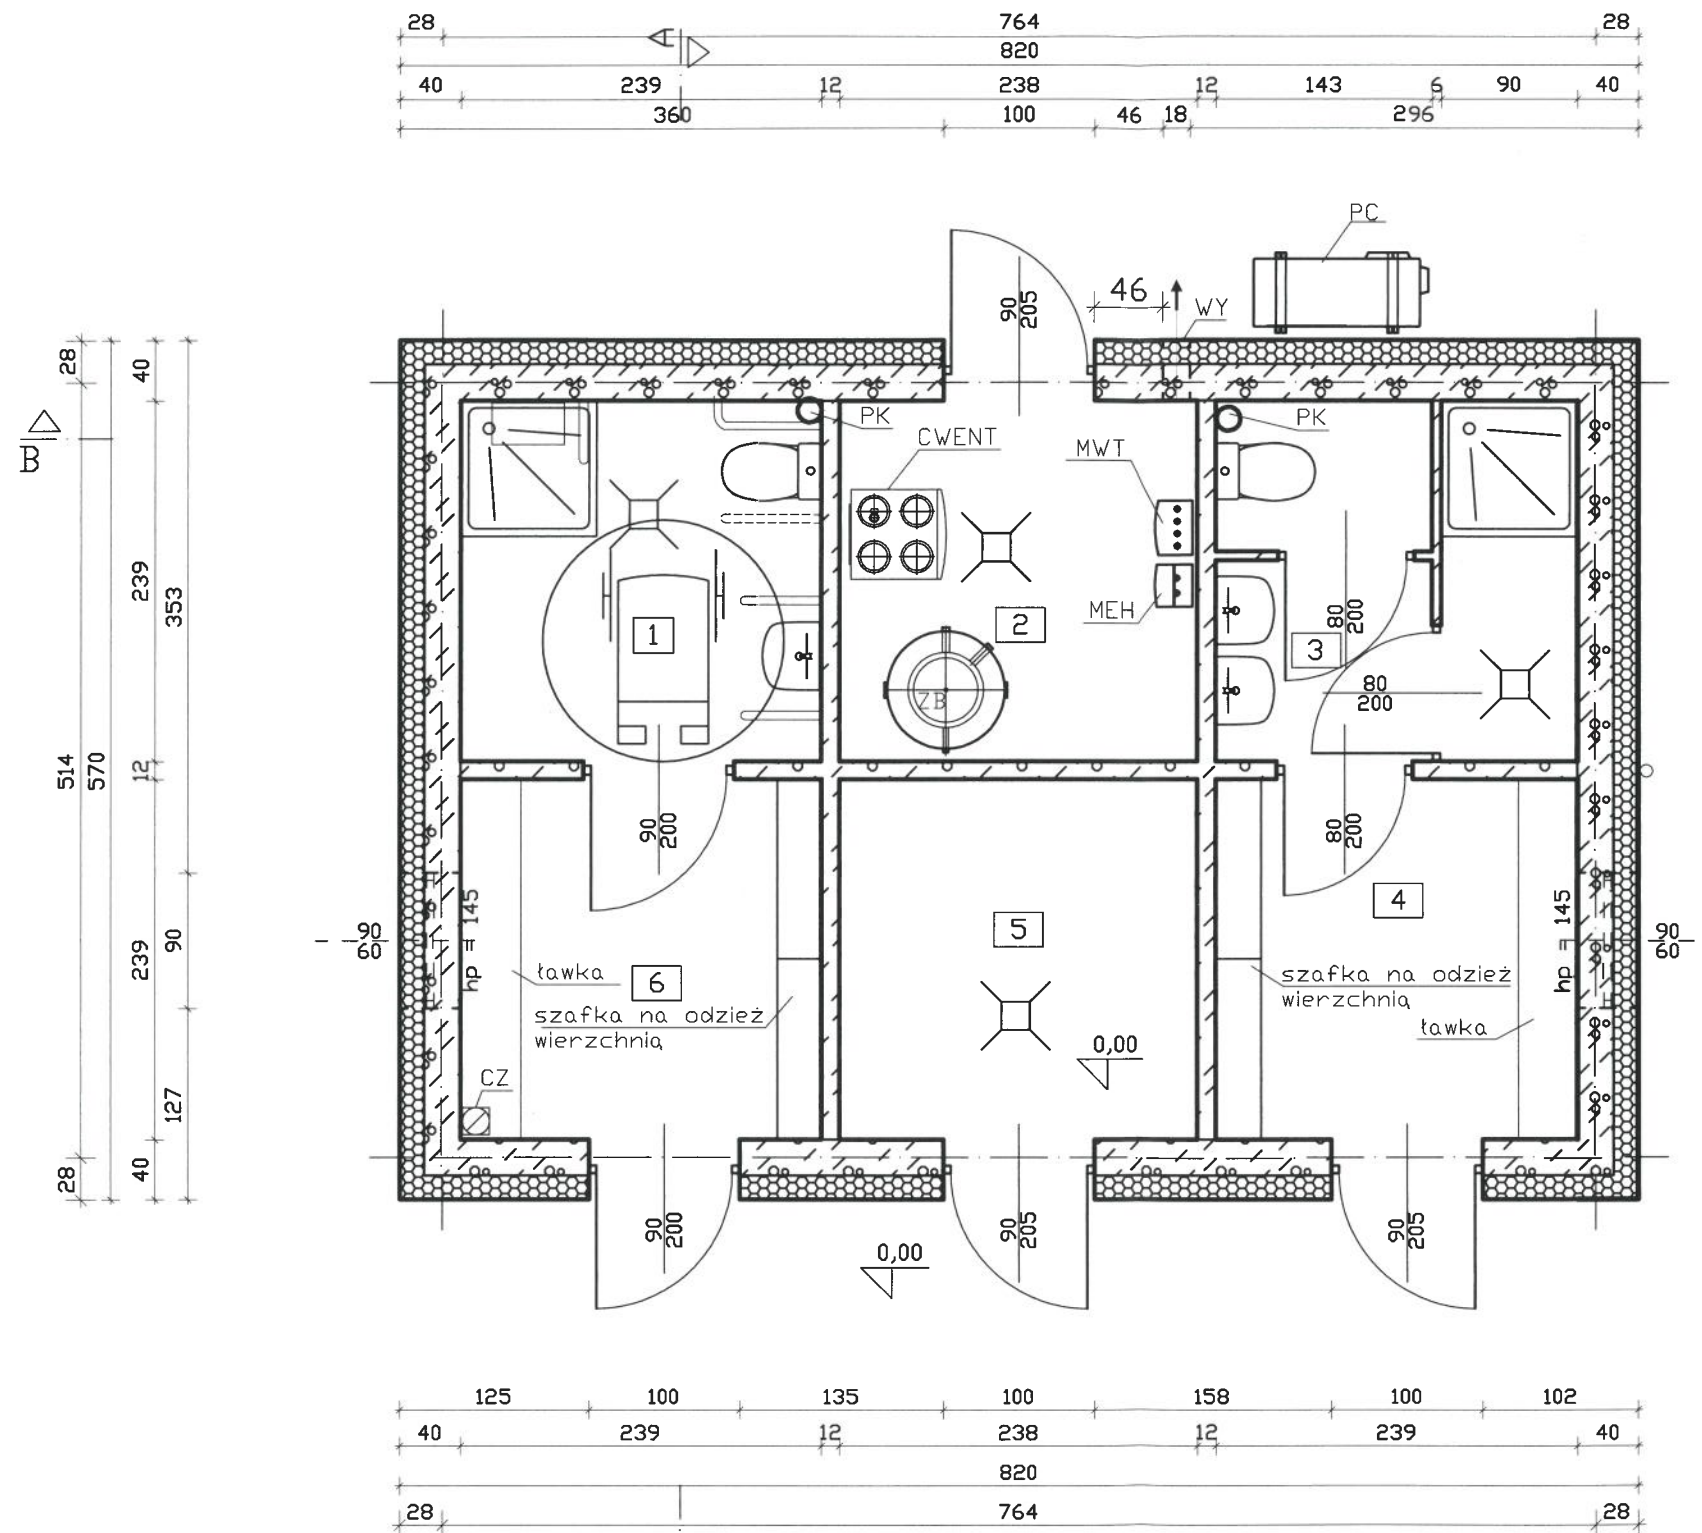 28 764 28
A
820
40 239 12 238 12 143 6 90 40
360 100 46 18 296
PC
46
WY
90
205
28
40
B
PK
CWENT
MWT
PK
239
353
1
2
MEH
3
80
200
80
200
ZB
514
570
12
90
200
80
200
239
90
90
60
hp = 145
ławka
6
szafka na odzież
wierzchnią
5
4
szafka na odzież
wierzchnią
ławka
hp = 145
90
60
0,00
CZ
127
40
28
90
200
0,00
90
205
90
205
125 100 135 100 158 100 102
40 239 12 238 12 239 40
820
28 764 28